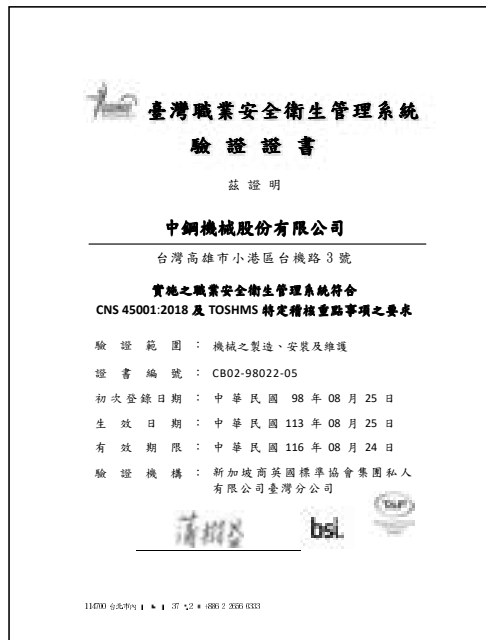 臺灣職業安全衛生管理系統
驗證證書
茲證明
中鋼機械股份有限公司
台灣高雄市小港區台機路 3 號
實施之職業安全衛生管理系統符合
CNS 45001:2018 及 TOSHMS 特定稽核重點事項之要求
驗證範圍：機械之製造、安裝及維護
證書編號：CB02-98022-05
初次登錄日期：中華民國 98 年 08 月 25 日
生效日期：中華民國 113 年 08 月 25 日
有效期限：中華民國 116 年 08 月 24 日
驗證機構：新加坡商英國標準協會集團私人
有限公司臺灣分公司
bsi.
TAF
+886 2 2656 0333